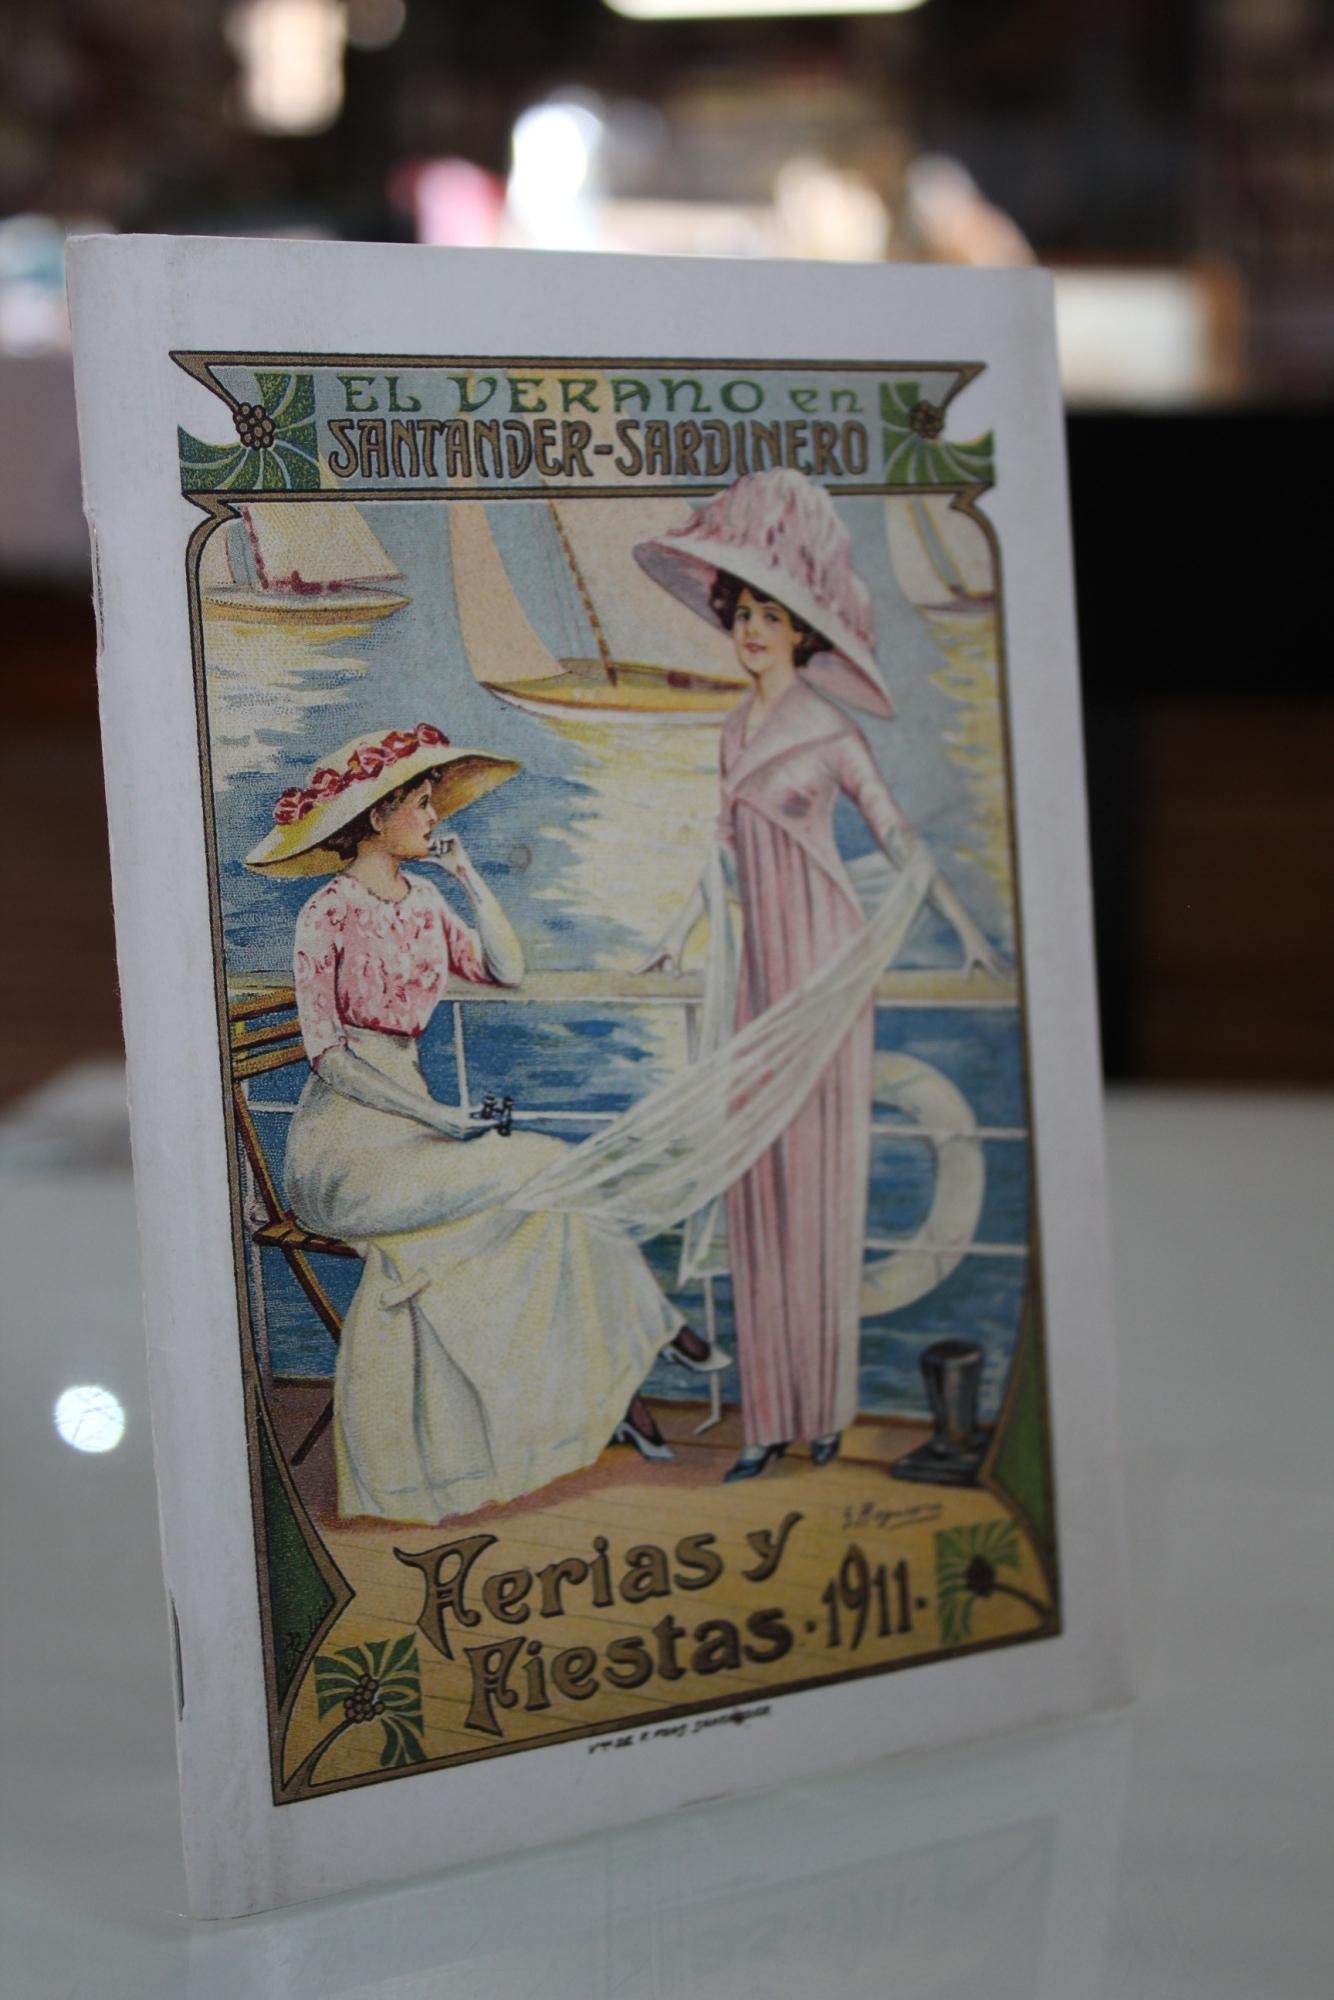 EL VERANO en
SANTANDER-SARDINERO
Ferias y
Fiestas · 1911 ·